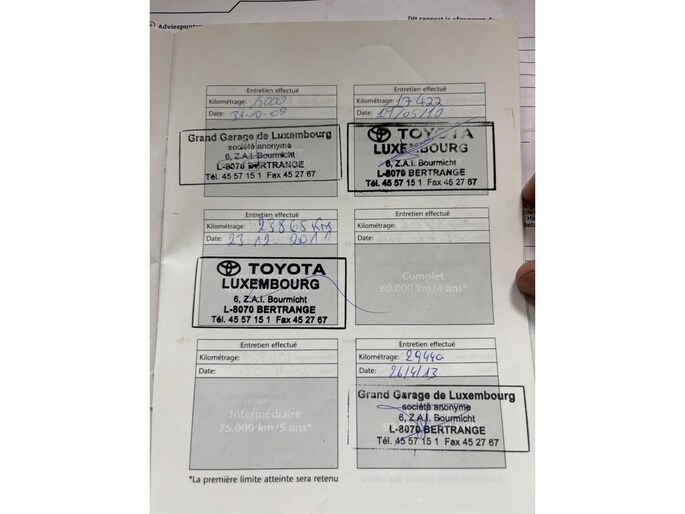 Adviespunten
Dit rapport is
Entretien effectué
Kilométrage: 15000
Date: 31-10-09
Grand Garage de Luxembourg
société anonyme
6, Z.A.I. Bourmicht
L-8070 BERTRANGE
Tél. 45 57 15 1 Fax 45 27 67
Entretien effectué
Kilométrage: 17 422
Date: 19/05/10
TOYOTA
LUXEMBOURG
6, Z.A.I. Bourmicht
L-8070 BERTRANGE
Tél. 45 57 15 1 Fax 45 27 67
Entretien effectué
Kilométrage: 23865 Km
Date: 23 12. 2011
TOYOTA
LUXEMBOURG
6, Z.A.I. Bourmicht
L-8070 BERTRANGE
Tél. 45 57 15 1 Fax 45 27 67
Entretien effectué
Kilométrage:
Date:
Complet
60.000 km/4 ans*
Entretien effectué
Kilométrage:
Date:
Intermédiaire
75.000 km/5 ans*
Entretien effectué
Kilométrage: 29440
Date: 26/4/13
Grand Garage de Luxembourg
société anonyme
6, Z.A.I. Bourmicht
L-8070 BERTRANGE
Tél. 45 57 15 1 Fax 45 27 67
*La première limite atteinte sera retenu